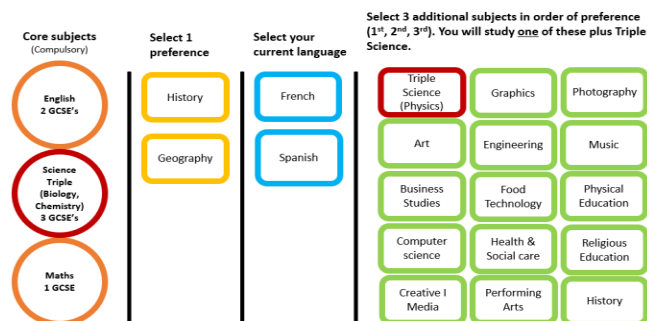 Core subjects
(Compulsory)
English
2 GCSE's
Science
Triple
(Biology,
Chemistry)
3 GCSE's
Maths
1 GCSE
Select 1
preference
History
Geography
Select your
current language
French
Spanish
Select 3 additional subjects in order of preference
(1st, 2nd, 3rd). You will study one of these plus Triple
Science.
Triple
Science
(Physics)
Graphics
Photography
Art
Engineering
Music
Business
Studies
Food
Technology
Physical
Education
Computer
science
Health &
Social care
Religious
Education
Creative I
Media
Performing
Arts
History